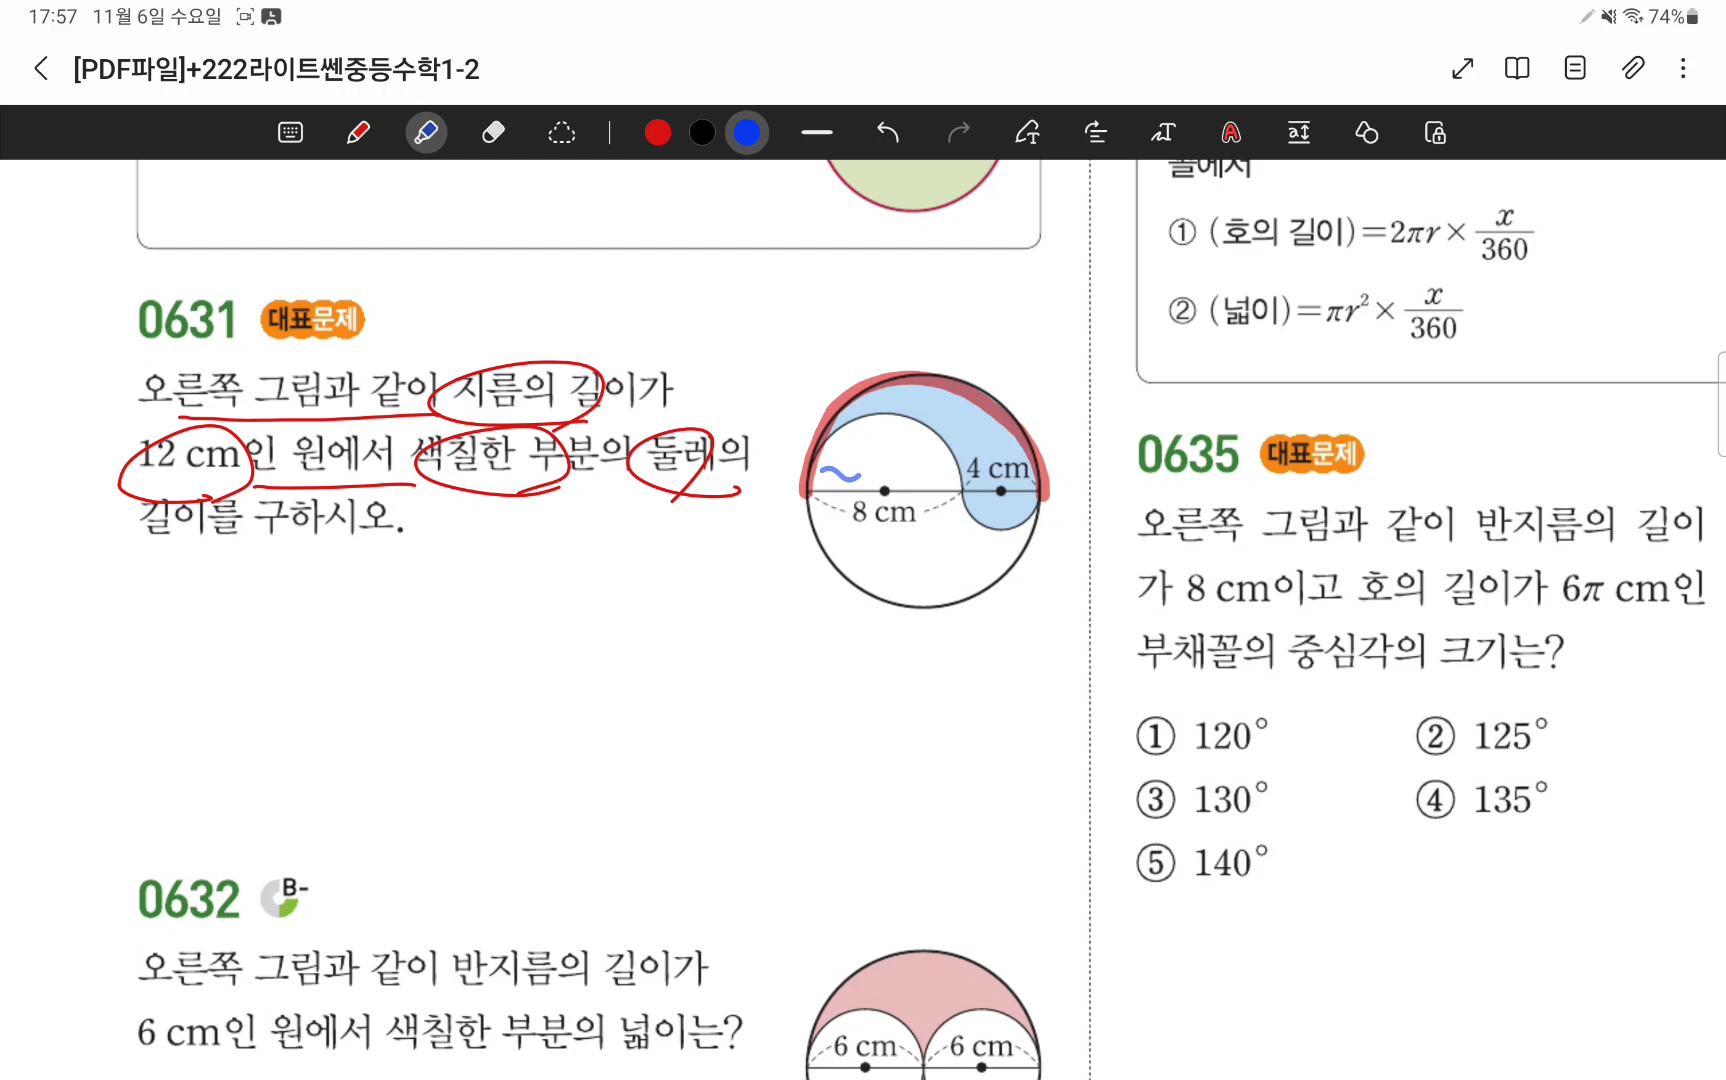 17:57 11월 6일 수요일
74%
[PDF파일]+222라이트쎈중등수학1-2
0631 대표문제
오른쪽 그림과 같이 지름의 길이가
12 cm인 원에서 색칠한 부분의 둘레의
길이를 구하시오.
4 cm
8 cm
0632 B-
오른쪽 그림과 같이 반지름의 길이가
6 cm인 원에서 색칠한 부분의 넓이는?
6 cm 6 cm
꼴에서
① (호의 길이)=2πr×x/360
② (넓이)=πr²×x/360
0635 대표문제
오른쪽 그림과 같이 반지름의 길이
가 8 cm이고 호의 길이가 6π cm인
부채꼴의 중심각의 크기는?
① 120° ② 125°
③ 130° ④ 135°
⑤ 140°